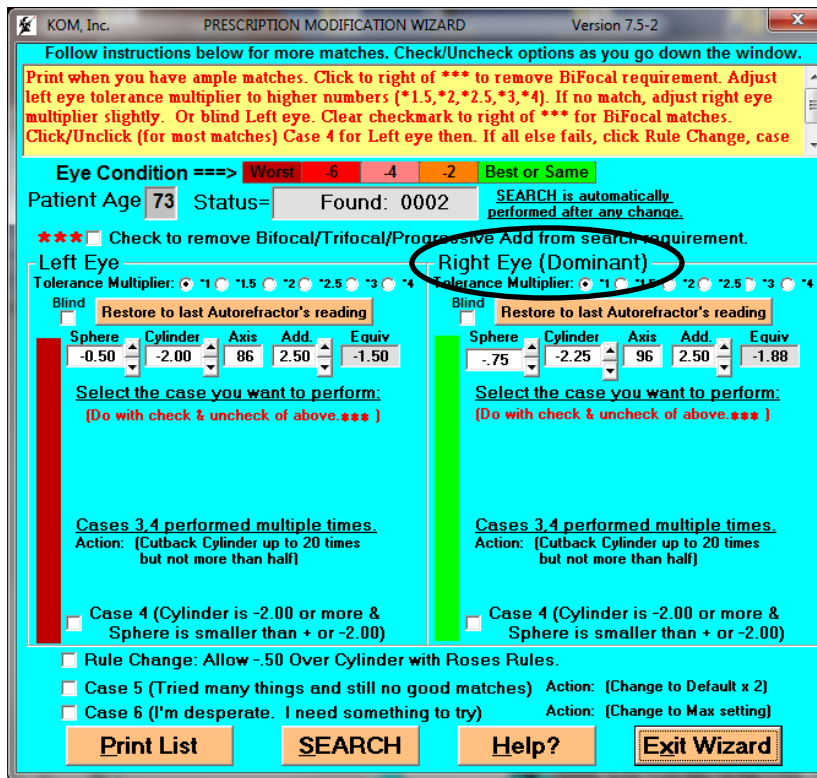 KOM, Inc. PRESCRIPTION MODIFICATION WIZARD Version 7.5-2
Follow instructions below for more matches. Check/Uncheck options as you go down the window.
Print when you have ample matches. Click to right of *** to remove BiFocal requirement. Adjust
left eye tolerance multiplier to higher numbers (*1.5,*2,*2.5,*3,*4). If no match, adjust right eye
multiplier slightly. Or blind Left eye. Clear checkmark to right of *** for BiFocal matches.
Click/Unclick (for most matches) Case 4 for Left eye then. If all else fails, click Rule Change, case
Eye Condition ===> Worst -6 -4 -2 Best or Same
Patient Age 73 Status= Found: 0002 SEARCH is automatically
performed after any change.
*** Check to remove Bifocal/Trifocal/Progressive Add from search requirement.
Left Eye Right Eye (Dominant)
Tolerance Multiplier: *1 *1.5 *2 *2.5 *3 *4 Tolerance Multiplier: *1 *1.5 *2 *2.5 *3 *4
Blind Restore to last Autorefractor's reading Blind Restore to last Autorefractor's reading
Sphere Cylinder Axis Add. Equiv Sphere Cylinder Axis Add. Equiv
-0.50 -2.00 86 2.50 -1.50 -.75 -2.25 96 2.50 -1.88
Select the case you want to perform: Select the case you want to perform:
(Do with check & uncheck of above.*** ) (Do with check & uncheck of above.*** )
Cases 3,4 performed multiple times. Cases 3,4 performed multiple times.
Action: (Cutback Cylinder up to 20 times Action: (Cutback Cylinder up to 20 times
but not more than half) but not more than half)
Case 4 (Cylinder is -2.00 or more & Case 4 (Cylinder is -2.00 or more &
Sphere is smaller than + or -2.00) Sphere is smaller than + or -2.00)
Rule Change: Allow -.50 Over Cylinder with Roses Rules.
Case 5 (Tried many things and still no good matches) Action: (Change to Default x 2)
Case 6 (I'm desperate. I need something to try) Action: (Change to Max setting)
Print List SEARCH Help? Exit Wizard